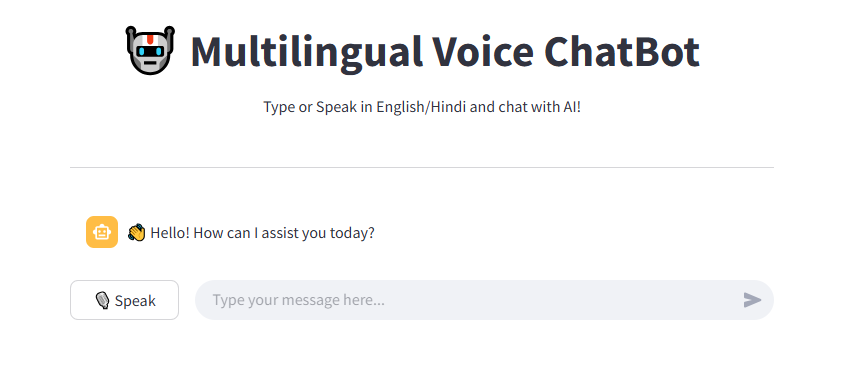 Multilingual Voice ChatBot
Type or Speak in English/Hindi and chat with AI!
👋 Hello! How can I assist you today?
🎙️ Speak
Type your message here...